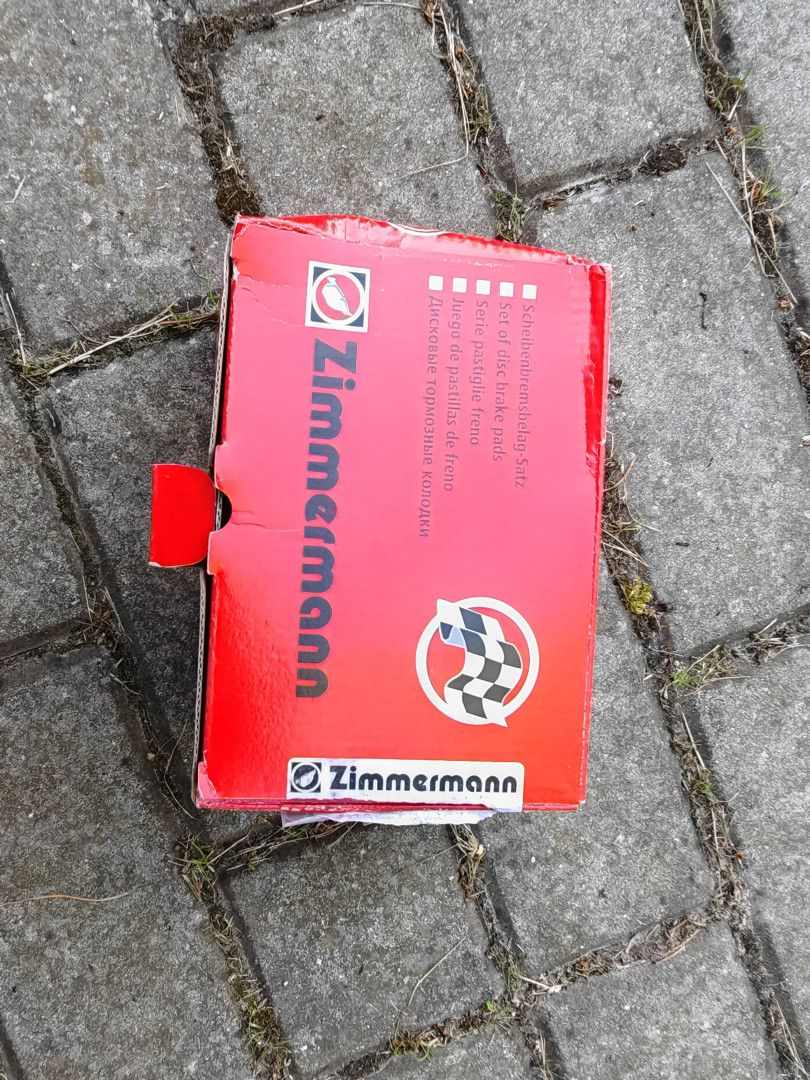 Zimmermann
Scheibenbremsbelag-Satz
Set of disc brake pads
Serie pastiglie freno
Juego de pastillas de freno
Дисковые тормозные колодки
Zimmermann